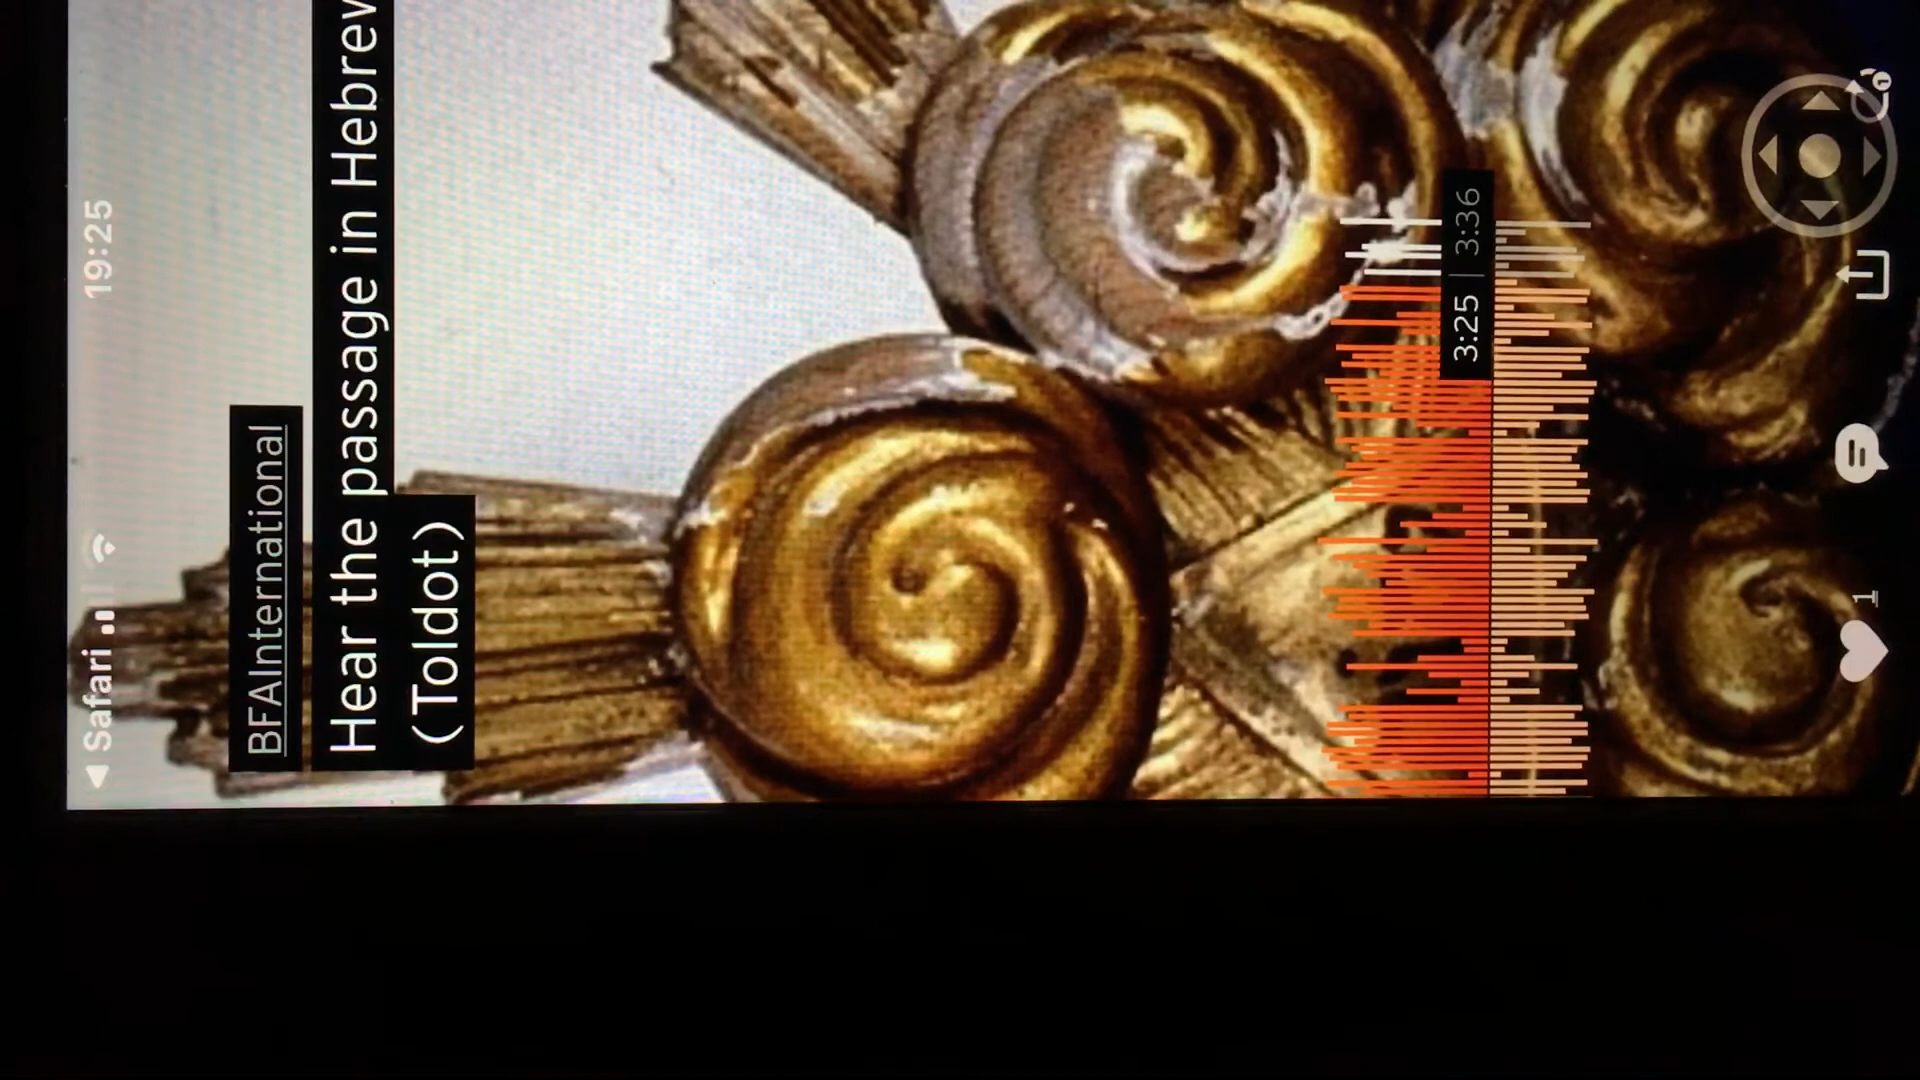 Safari
19:25
BFAInternational
Hear the passage in Hebrew
(Toldot)
3:25 | 3:36
1